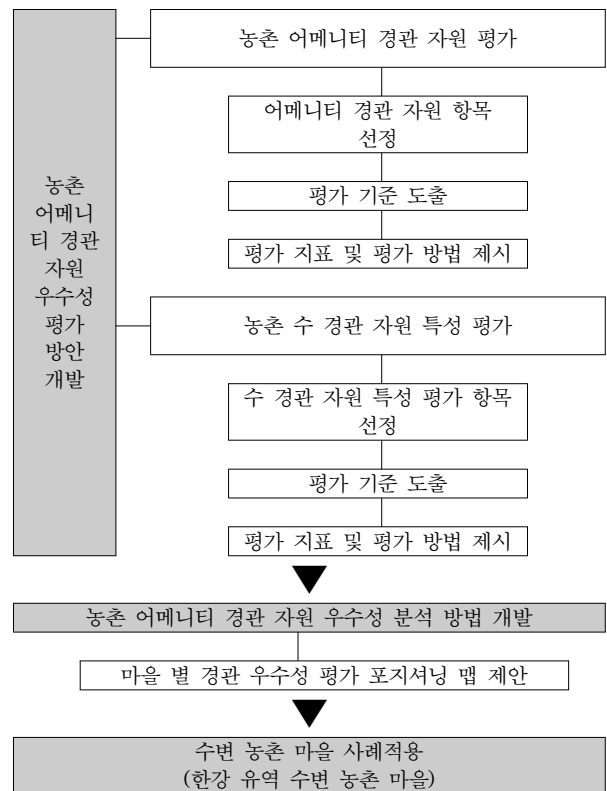 농촌
어메니
티 경관
자원
우수성
평가
방안
개발
농촌 어메니티 경관 자원 평가
어메니티 경관 자원 항목
선정
평가 기준 도출
평가 지표 및 평가 방법 제시
농촌 수 경관 자원 특성 평가
수 경관 자원 특성 평가 항목
선정
평가 기준 도출
평가 지표 및 평가 방법 제시
농촌 어메니티 경관 자원 우수성 분석 방법 개발
마을 별 경관 우수성 평가 포지셔닝 맵 제안
수변 농촌 마을 사례적용
(한강 유역 수변 농촌 마을)